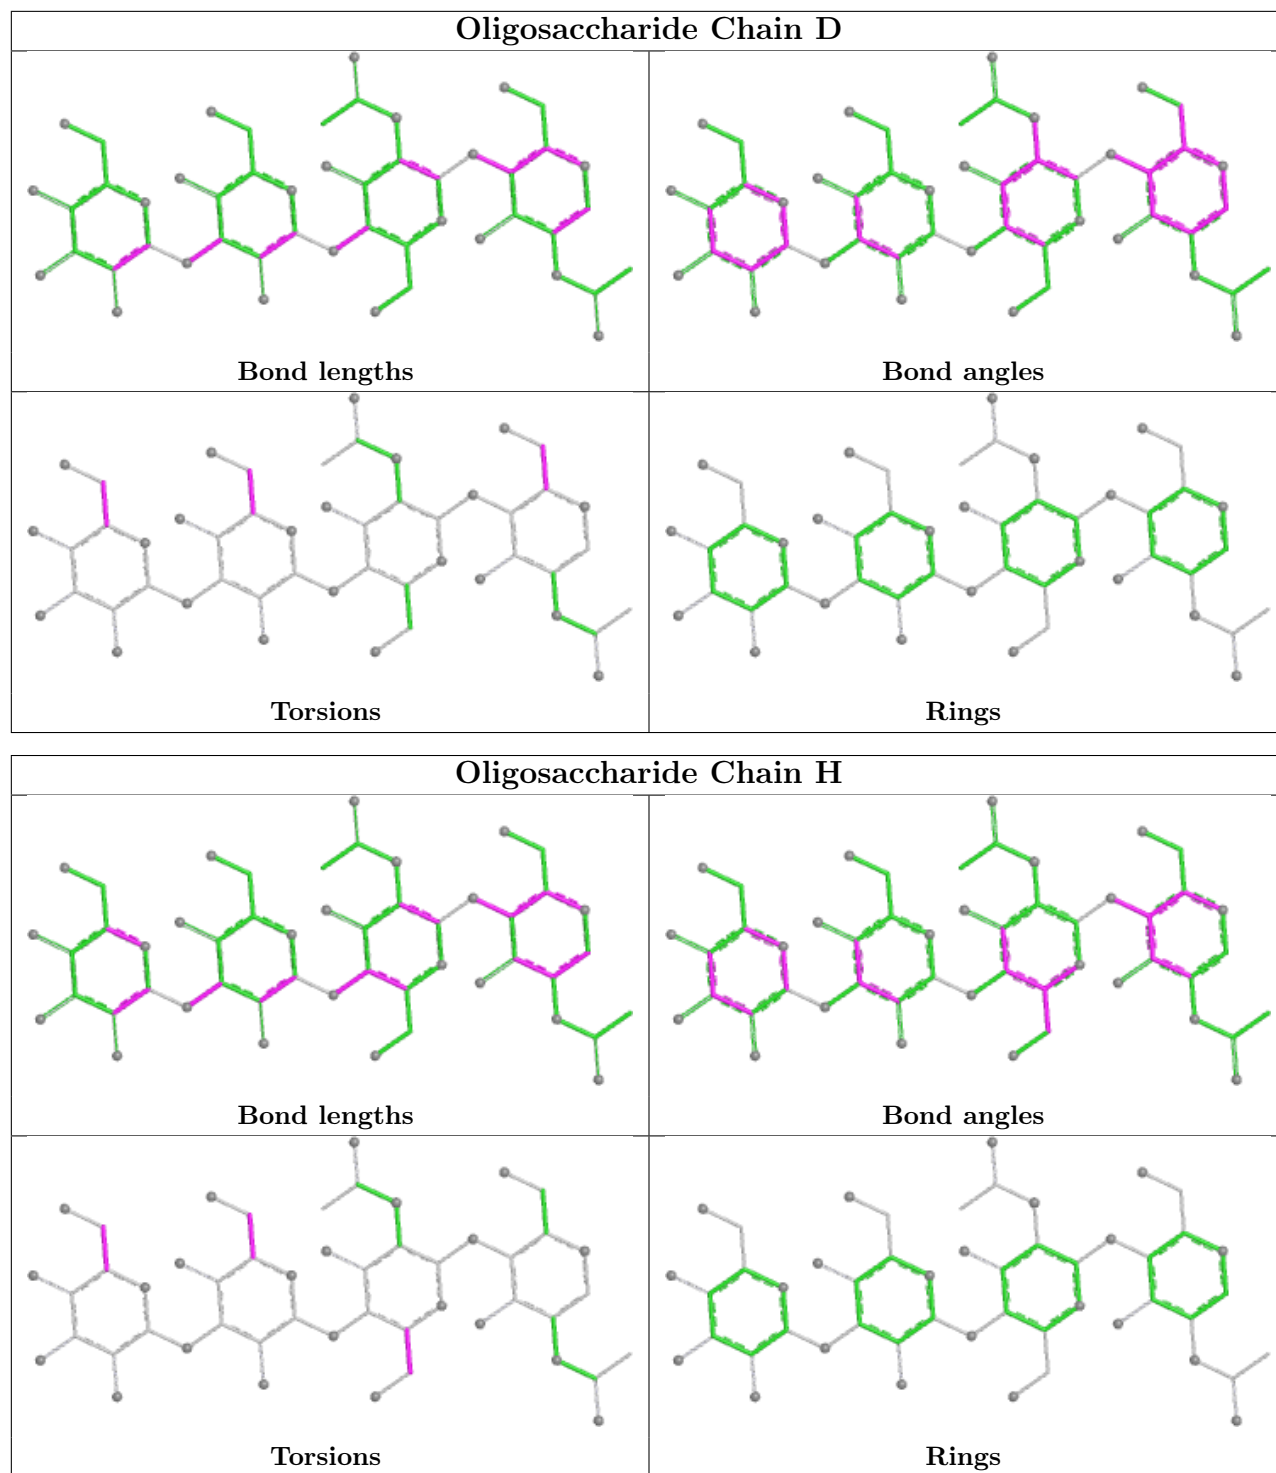 Oligosaccharide Chain D
Bond lengths
Bond angles
Torsions
Rings
Oligosaccharide Chain H
Bond lengths
Bond angles
Torsions
Rings